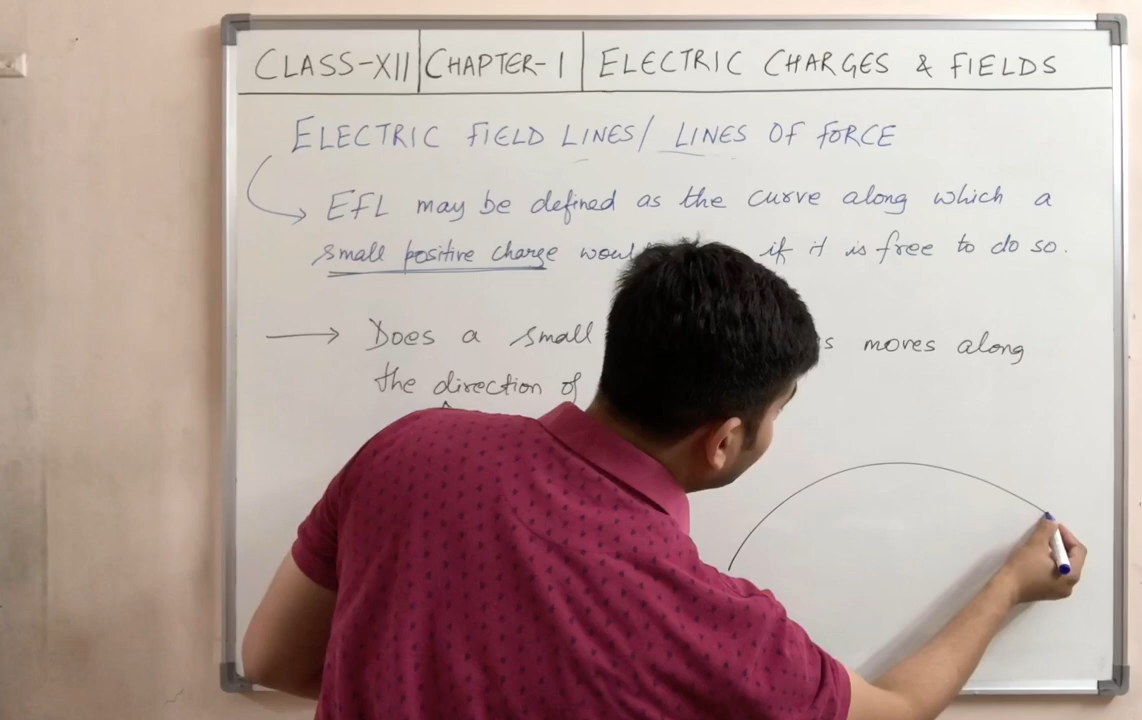 CLASS-XII CHAPTER-1 ELECTRIC CHARGES & FIELDS
ELECTRIC FIELD LINES/ LINES OF FORCE
EFL may be defined as the curve along which a
small positive charge if it is free to do so.
Does a small moves along
the direction of